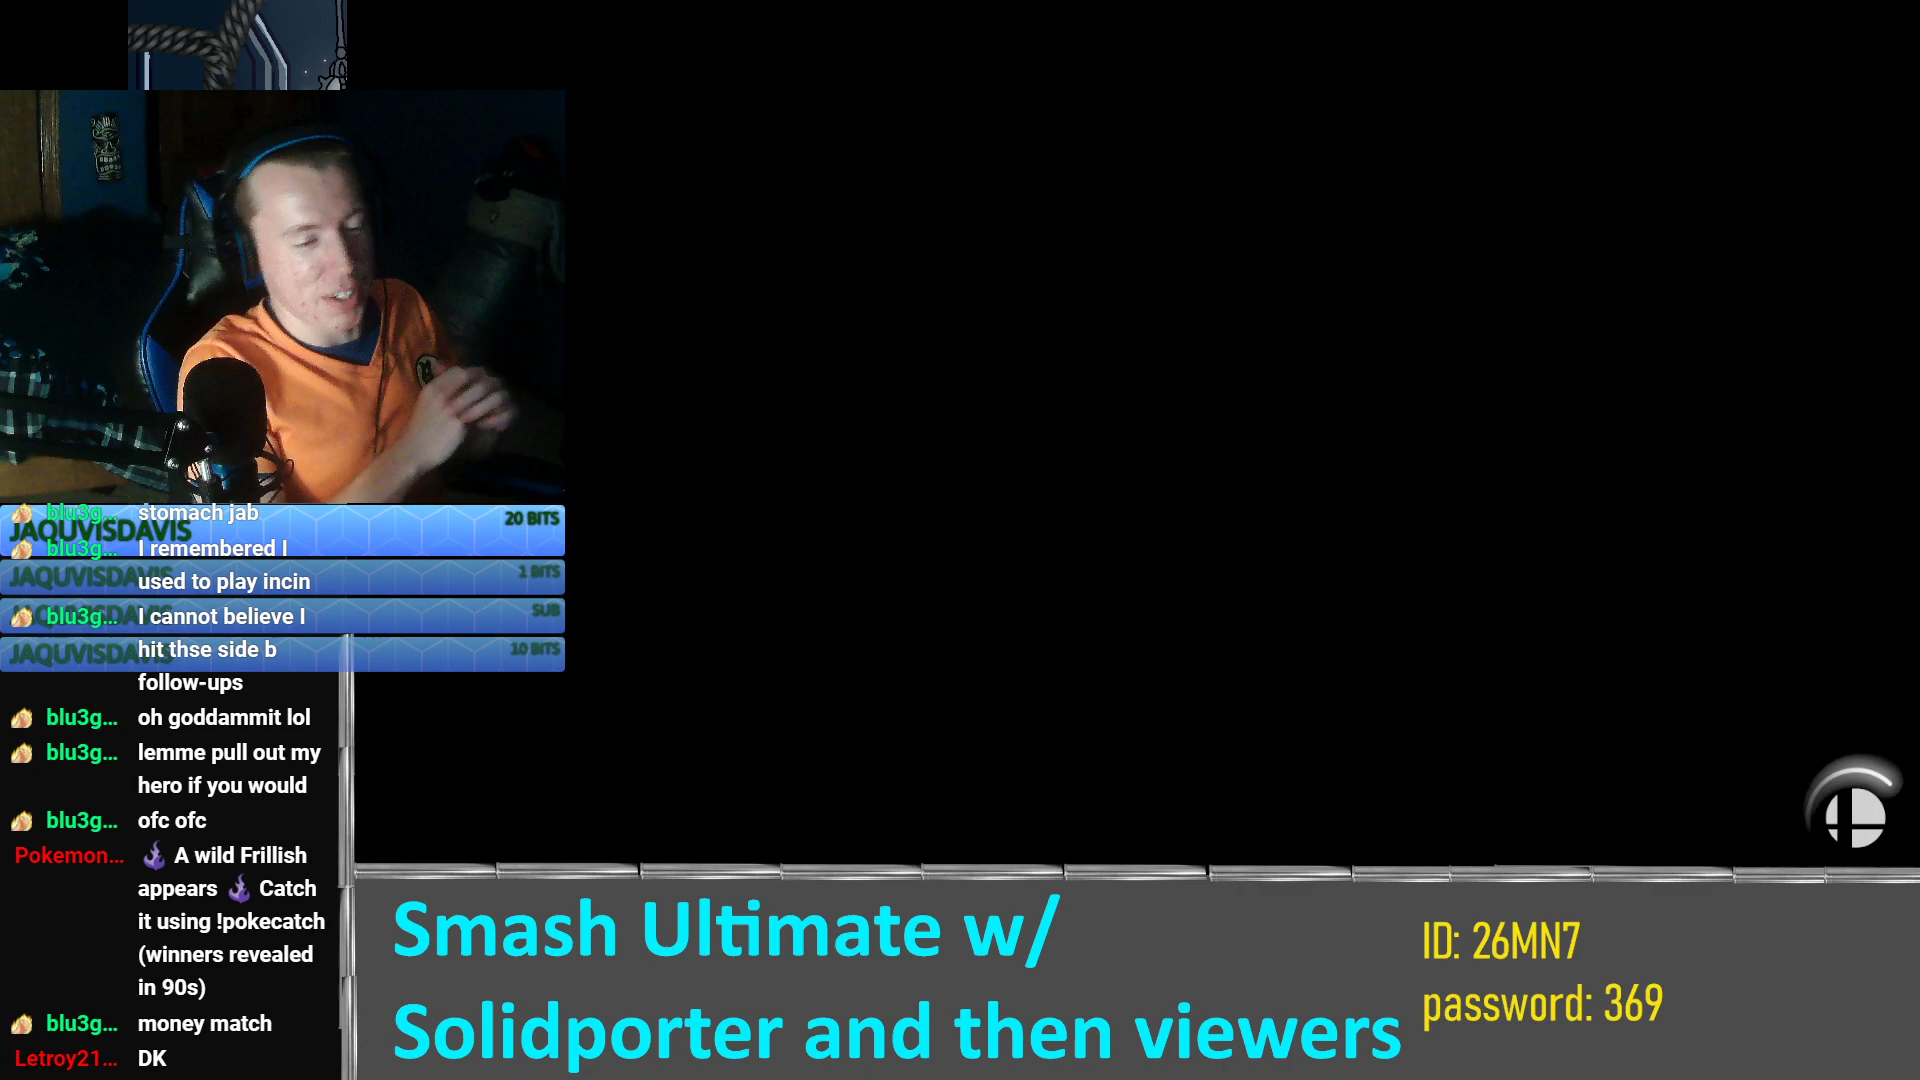 blu3g... stomach jab
JAQUVISDAVIS 20 BITS
blu3g... I remembered I
used to play incin
JAQUVISDAVIS 1 BITS
blu3g... I cannot believe I
JAQUVISDAVIS SUB
hit thse side b
JAQUVISDAVIS 10 BITS
follow-ups
blu3g... oh goddammit lol
blu3g... lemme pull out my
hero if you would
blu3g... ofc ofc
Pokemon... A wild Frillish
appears Catch
it using !pokecatch
(winners revealed
in 90s)
blu3g... money match
Letroy21... DK
Smash Ultimate w/
Solidporter and then viewers
ID: 26MN7
password: 369